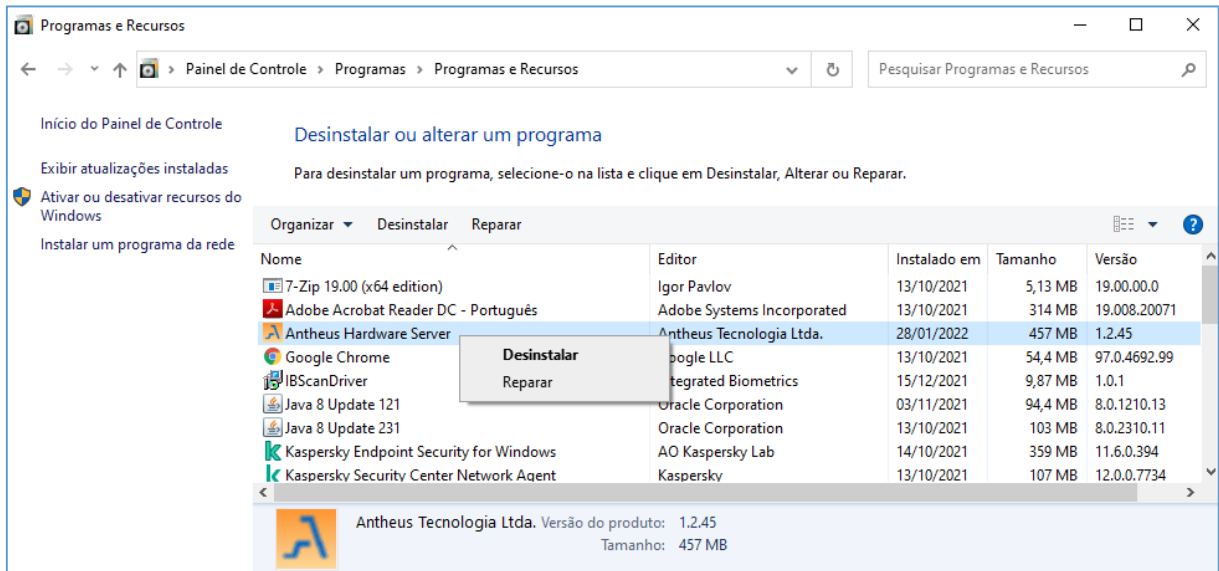 Programas e Recursos
Painel de Controle > Programas > Programas e Recursos
Pesquisar Programas e Recursos
Início do Painel de Controle
Exibir atualizações instaladas
Ativar ou desativar recursos do
Windows
Instalar um programa da rede
Desinstalar ou alterar um programa
Para desinstalar um programa, selecione-o na lista e clique em Desinstalar, Alterar ou Reparar.
Organizar Desinstalar Reparar
Nome Editor Instalado em Tamanho Versão
7-Zip 19.00 (x64 edition) Igor Pavlov 13/10/2021 5,13 MB 19.00.00.0
Adobe Acrobat Reader DC - Português Adobe Systems Incorporated 13/10/2021 314 MB 19.008.20071
Antheus Hardware Server Antheus Tecnologia Ltda. 28/01/2022 457 MB 1.2.45
Google Chrome oogle LLC 13/10/2021 54,4 MB 97.0.4692.99
IBScanDriver tegrated Biometrics 15/12/2021 9,87 MB 1.0.1
Java 8 Update 121 Oracle Corporation 03/11/2021 94,4 MB 8.0.1210.13
Java 8 Update 231 Oracle Corporation 13/10/2021 103 MB 8.0.2310.11
Kaspersky Endpoint Security for Windows AO Kaspersky Lab 14/10/2021 359 MB 11.6.0.394
Kaspersky Security Center Network Agent Kaspersky 13/10/2021 107 MB 12.0.0.7734
Desinstalar
Reparar
Antheus Tecnologia Ltda. Versão do produto: 1.2.45
Tamanho: 457 MB